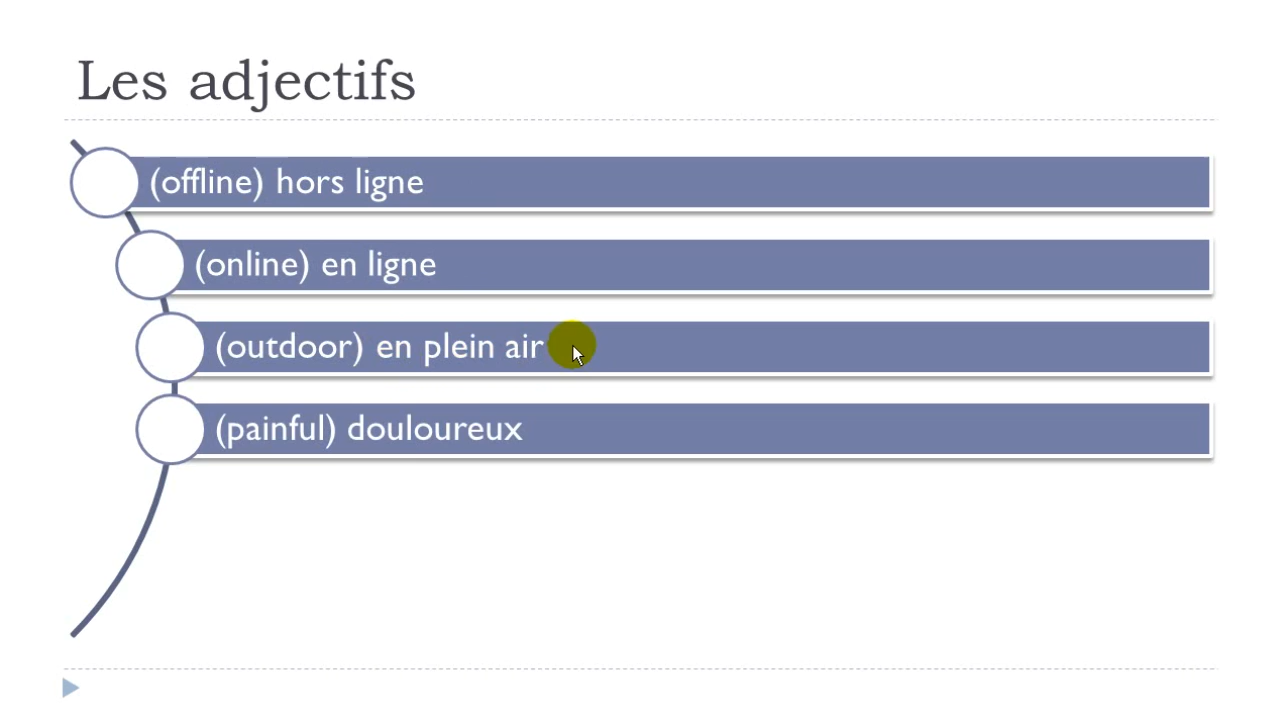 Les adjectifs
(offline) hors ligne
(online) en ligne
(outdoor) en plein air
(painful) douloureux